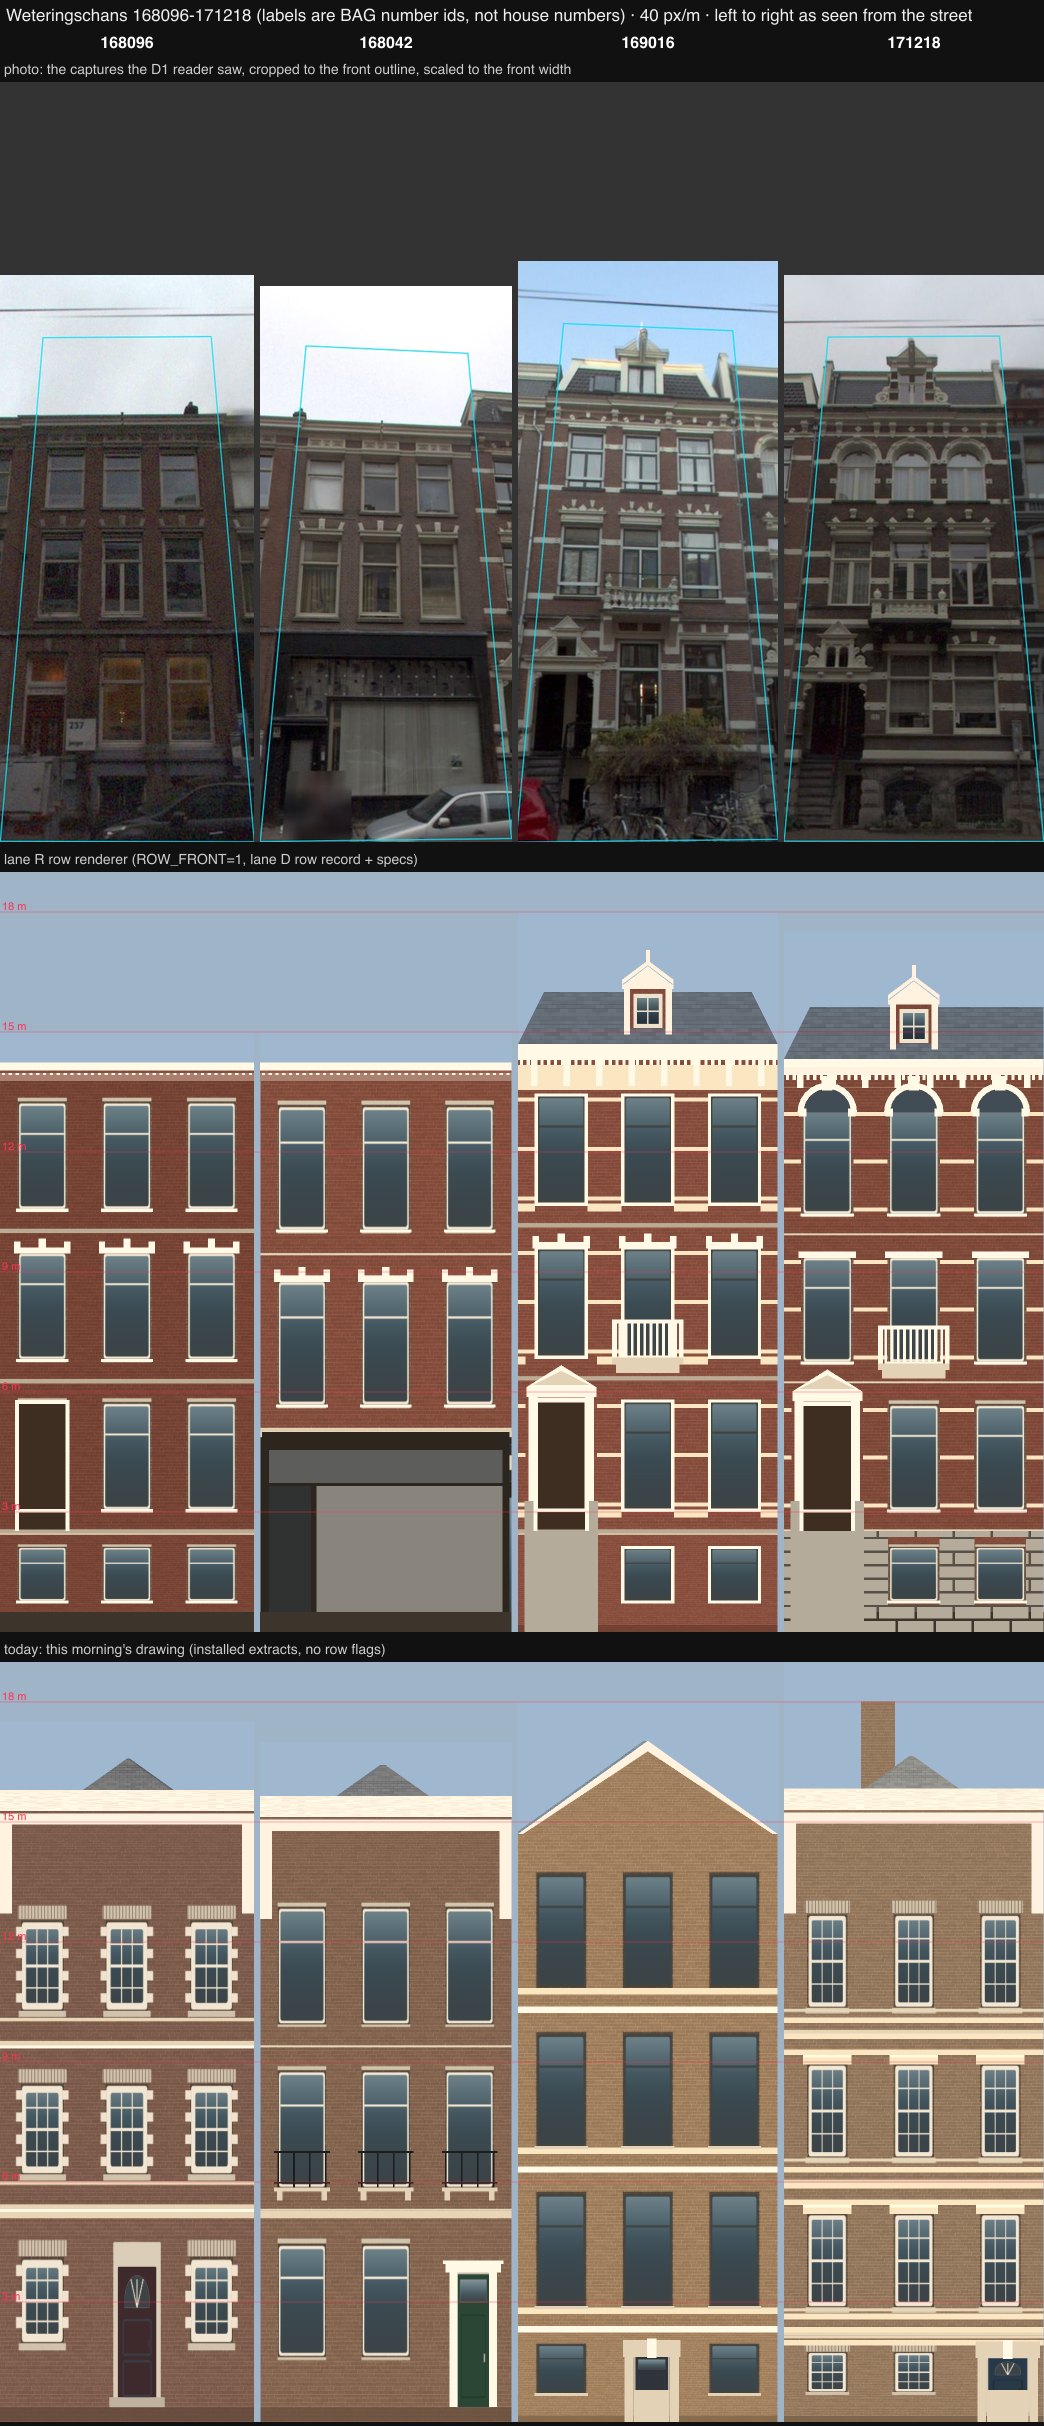 Weteringschans 168096-171218 (labels are BAG number ids, not house numbers) · 40 px/m · left to right as seen from the street
168096 168042 169016 171218
photo: the captures the D1 reader saw, cropped to the front outline, scaled to the front width
237
lane R row renderer (ROW_FRONT=1, lane D row record + specs)
18 m
15 m
12 m
9 m
6 m
3 m
today: this morning's drawing (installed extracts, no row flags)
18 m
15 m
12 m
9 m
6 m
3 m